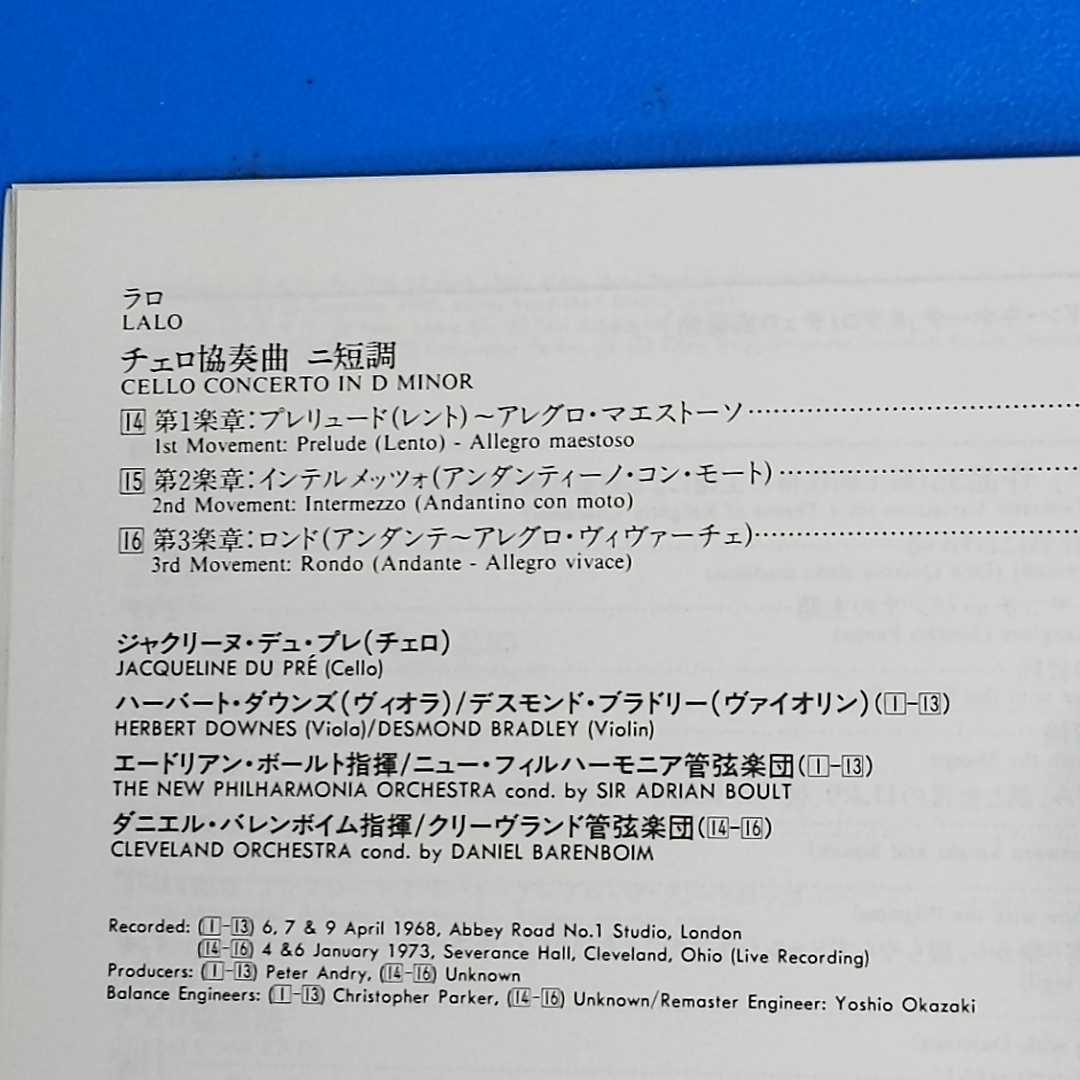 ラロ
LALO
チェロ協奏曲 ニ短調
CELLO CONCERTO IN D MINOR
14 第1楽章：プレリュード（レント）〜アレグロ・マエストーソ
1st Movement: Prelude (Lento) - Allegro maestoso
15 第2楽章：インテルメッツォ（アンダンティーノ・コン・モート）
2nd Movement: Intermezzo (Andantino con moto)
16 第3楽章：ロンド（アンダンテ〜アレグロ・ヴィヴァーチェ）
3rd Movement: Rondo (Andante - Allegro vivace)
ジャクリーヌ・デュ・プレ（チェロ）
JACQUELINE DU PRÉ (Cello)
ハーバート・ダウンズ（ヴィオラ）/デスモンド・ブラドリー（ヴァイオリン）（1-13）
HERBERT DOWNES (Viola)/DESMOND BRADLEY (Violin)
エードリアン・ボールト指揮/ニュー・フィルハーモニア管弦楽団（1-13）
THE NEW PHILHARMONIA ORCHESTRA cond. by SIR ADRIAN BOULT
ダニエル・バレンボイム指揮/クリーヴランド管弦楽団（14-16）
CLEVELAND ORCHESTRA cond. by DANIEL BARENBOIM
Recorded: (1-13) 6, 7 & 9 April 1968, Abbey Road No.1 Studio, London
(14-16) 4 &6 January 1973, Severance Hall, Cleveland, Ohio (Live Recording)
Producers: (1-13) Peter Andry, (14-16) Unknown
Balance Engineers: (1-13) Christopher Parker, (14-16) Unknown/Remaster Engineer: Yoshio Okazaki